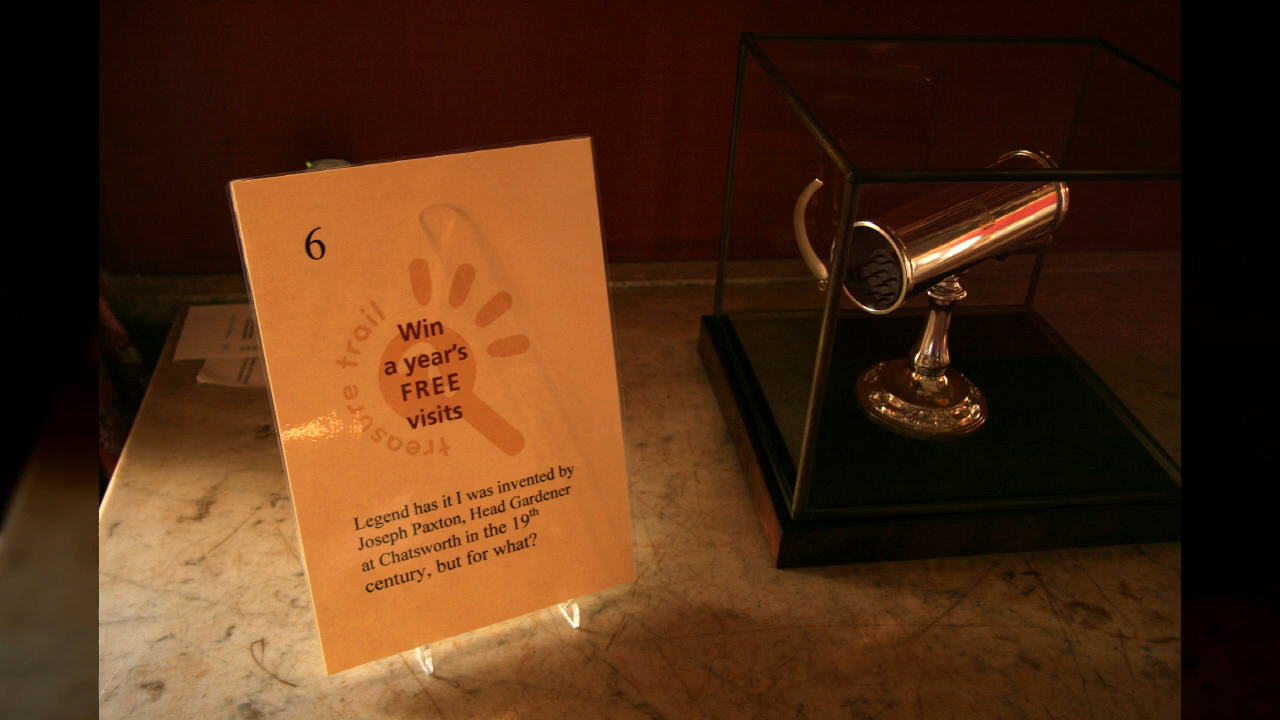 6
treasure trail
Win
a year's
FREE
visits
Legend has it I was invented by
Joseph Paxton, Head Gardener
at Chatsworth in the 19th
century, but for what?